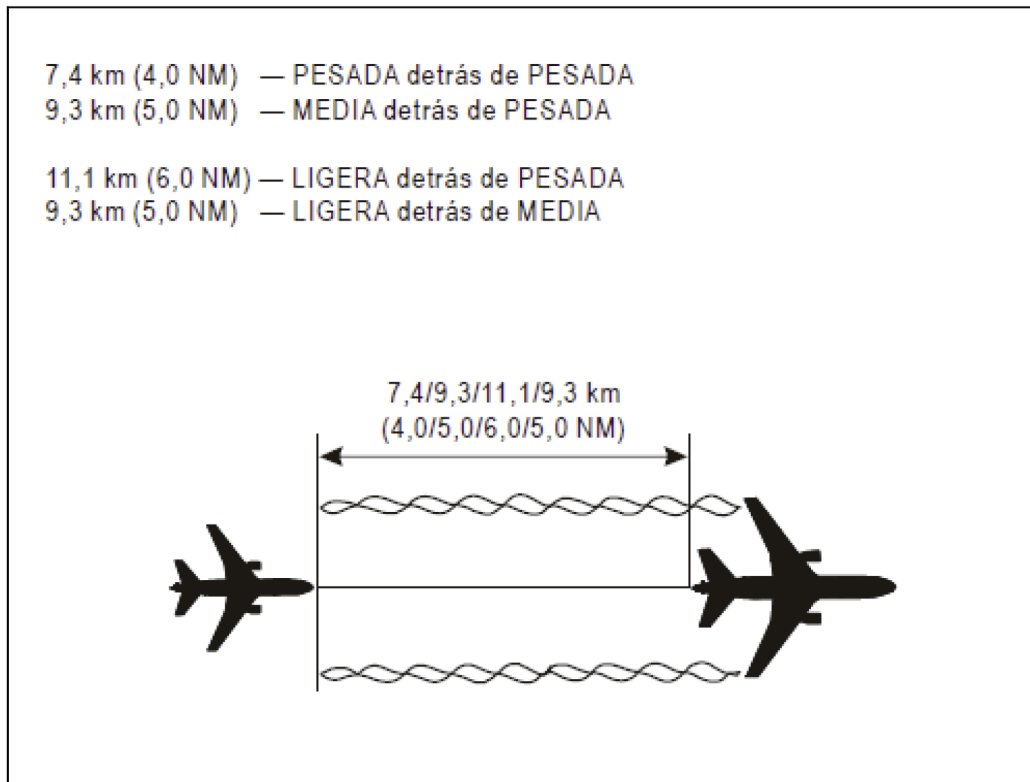 7,4 km (4,0 NM) — PESADA detrás de PESADA
9,3 km (5,0 NM) — MEDIA detrás de PESADA
11,1 km (6,0 NM) — LIGERA detrás de PESADA
9,3 km (5,0 NM) — LIGERA detrás de MEDIA
7,4/9,3/11,1/9,3 km
(4,0/5,0/6,0/5,0 NM)